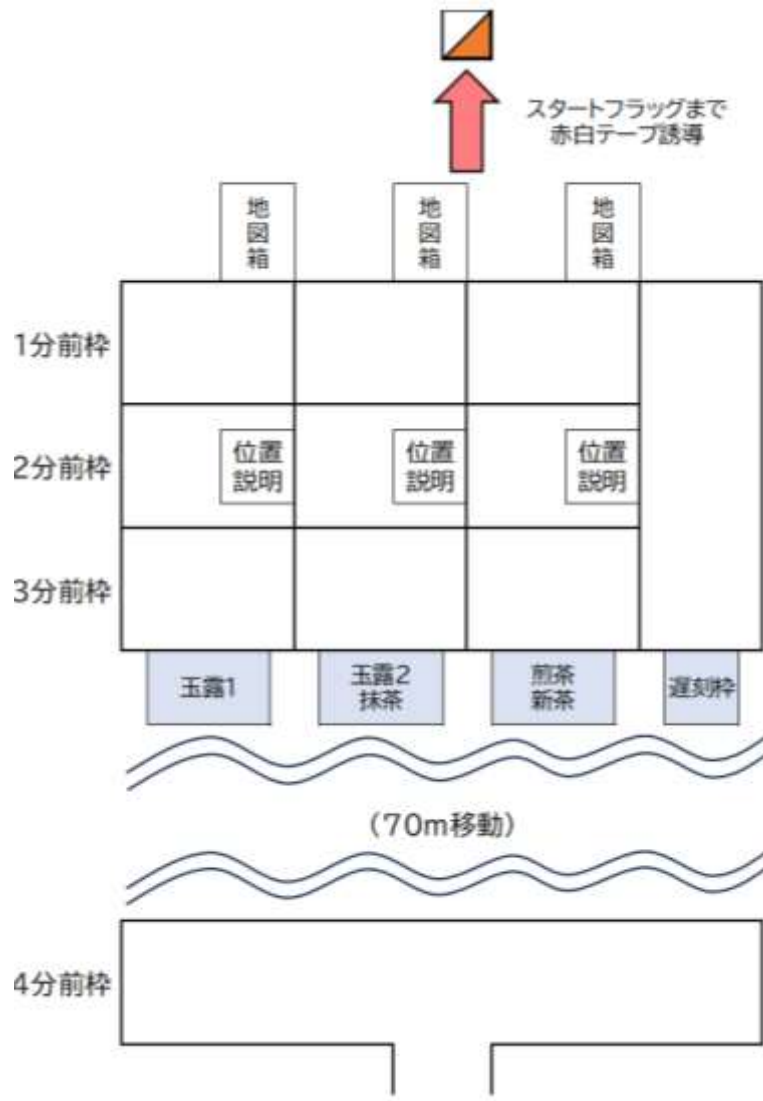 スタートフラッグまで
赤白テープ誘導
地図箱
地図箱
地図箱
1分前枠
2分前枠
位置
説明
位置
説明
位置
説明
3分前枠
玉露1
玉露2
抹茶
煎茶
新茶
遅刻枠
(70m移動)
4分前枠